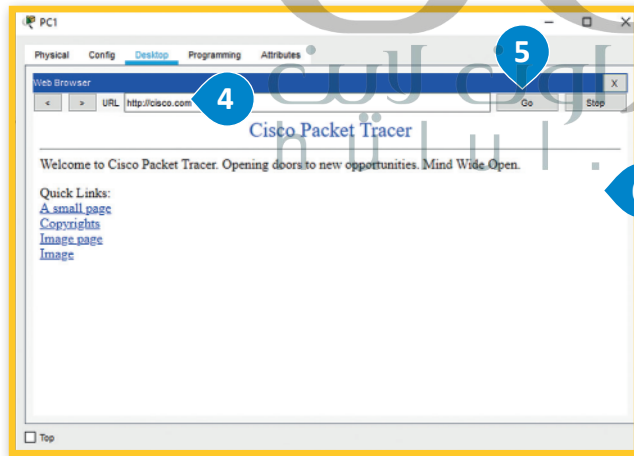 PC1
Physical Config Desktop Programming Attributes
5
Web Browser X
< > URL http://cisco.com 4 Go Stop
Cisco Packet Tracer
Welcome to Cisco Packet Tracer. Opening doors to new opportunities. Mind Wide Open.
Quick Links:
A small page
Copyrights
Image page
Image
Top